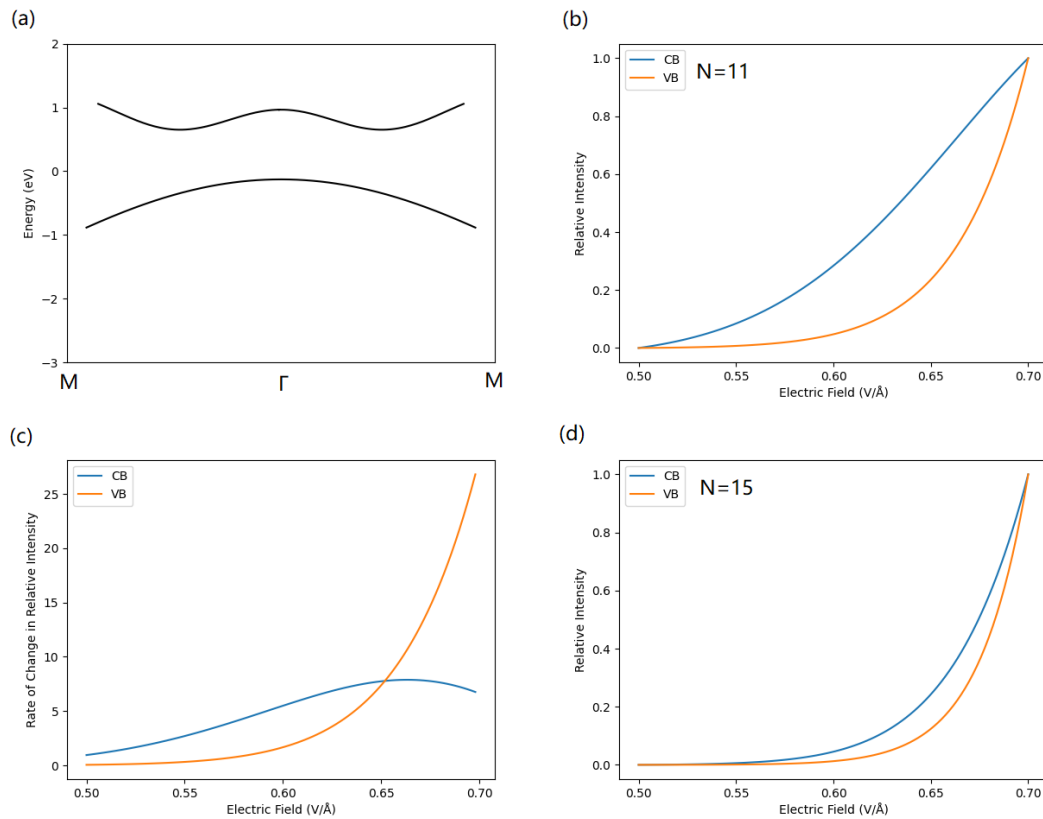 (a)
2
1
0
−1
−2
−3
Energy (eV)
M
Γ
M
(b)
CB
VB
N=11
1.0
0.8
0.6
0.4
0.2
0.0
Relative Intensity
0.50
0.55
0.60
0.65
0.70
Electric Field (V/Å)
(c)
CB
VB
25
20
15
10
5
0
Rate of Change in Relative Intensity
0.50
0.55
0.60
0.65
0.70
Electric Field (V/Å)
(d)
CB
VB
N=15
1.0
0.8
0.6
0.4
0.2
0.0
Relative Intensity
0.50
0.55
0.60
0.65
0.70
Electric Field (V/Å)